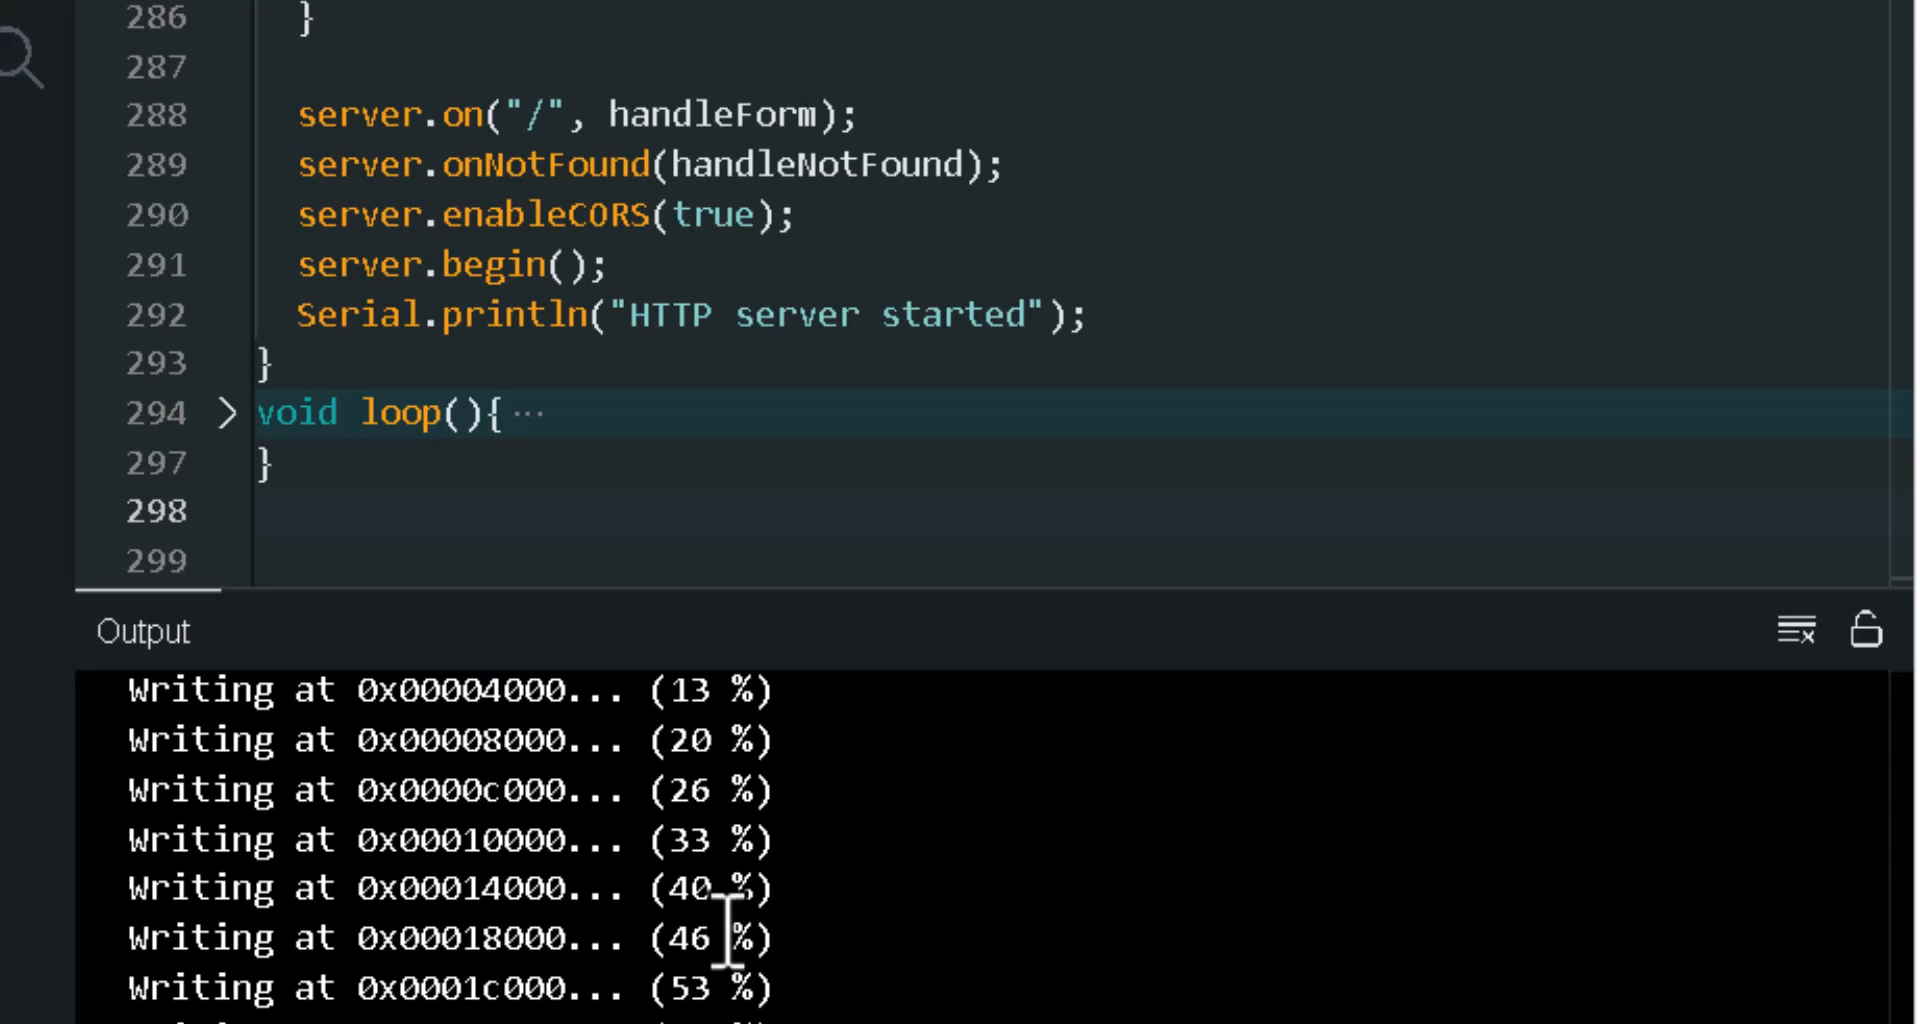 286 }
287
288 server.on("/", handleForm);
289 server.onNotFound(handleNotFound);
290 server.enableCORS(true);
291 server.begin();
292 Serial.println("HTTP server started");
293 }
294 > void loop(){ ···
297 }
298
299
Output
Writing at 0x00004000... (13 %)
Writing at 0x00008000... (20 %)
Writing at 0x0000c000... (26 %)
Writing at 0x00010000... (33 %)
Writing at 0x00014000... (40 %)
Writing at 0x00018000... (46 %)
Writing at 0x0001c000... (53 %)